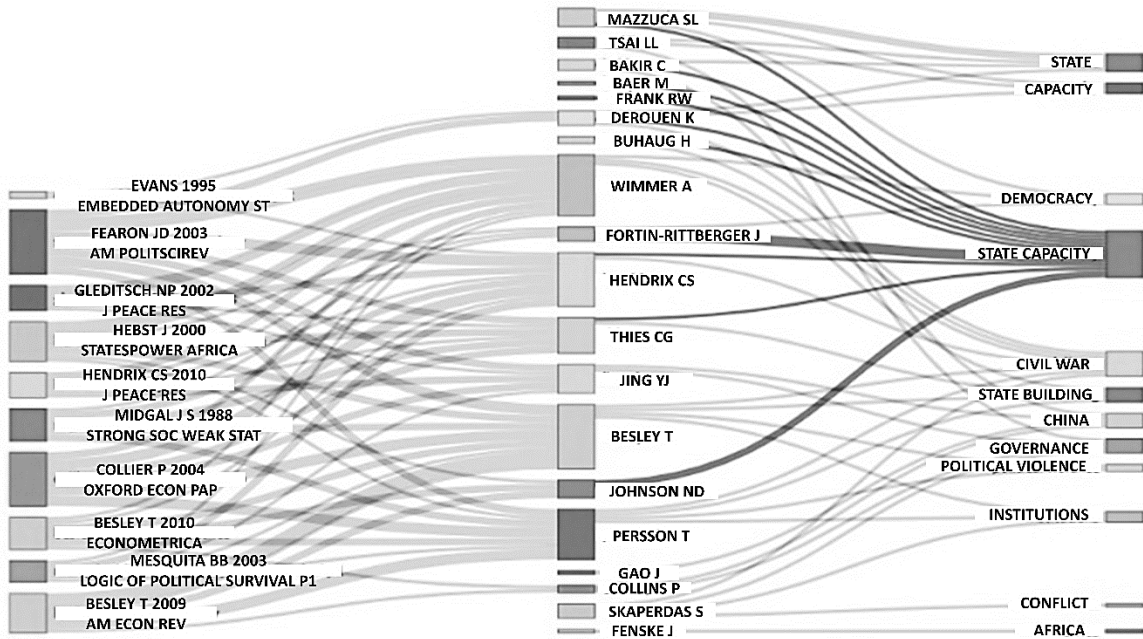 EVANS 1995
EMBEDDED AUTONOMY ST
FEARON JD 2003
AM POLITSCIREV
GLEDITSCH NP 2002
J PEACE RES
HEBST J 2000
STATESPOWER AFRICA
HENDRIX CS 2010
J PEACE RES
MIDGAL J S 1988
STRONG SOC WEAK STAT
COLLIER P 2004
OXFORD ECON PAP
BESLEY T 2010
ECONOMETRICA
MESQUITA BB 2003
LOGIC OF POLITICAL SURVIVAL P1
BESLEY T 2009
AM ECON REV
MAZZUCA SL
TSAI LL
BAKIR C
BAER M
FRANK RW
DEROUEN K
BUHAUG H
WIMMER A
FORTIN-RITTBERGER J
HENDRIX CS
THIES CG
JING YJ
BESLEY T
JOHNSON ND
PERSSON T
GAO J
COLLINS P
SKAPERDAS S
FENSKE J
STATE
CAPACITY
DEMOCRACY
STATE CAPACITY
CIVIL WAR
STATE BUILDING
CHINA
GOVERNANCE
POLITICAL VIOLENCE
INSTITUTIONS
CONFLICT
AFRICA